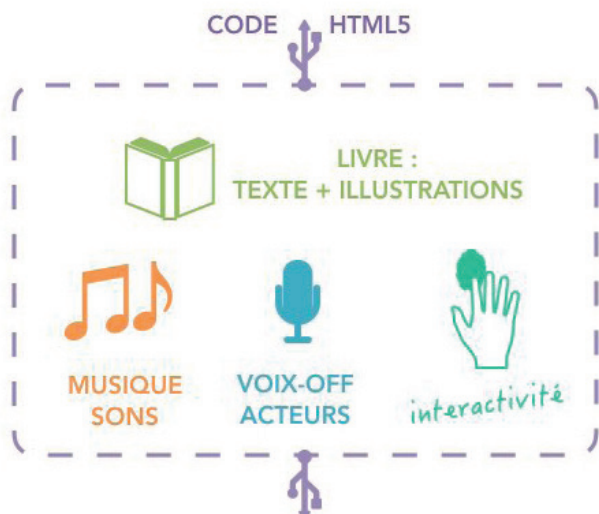 CODE HTML5
LIVRE :
TEXTE + ILLUSTRATIONS
MUSIQUE
SONS
VOIX-OFF
ACTEURS
interactivité